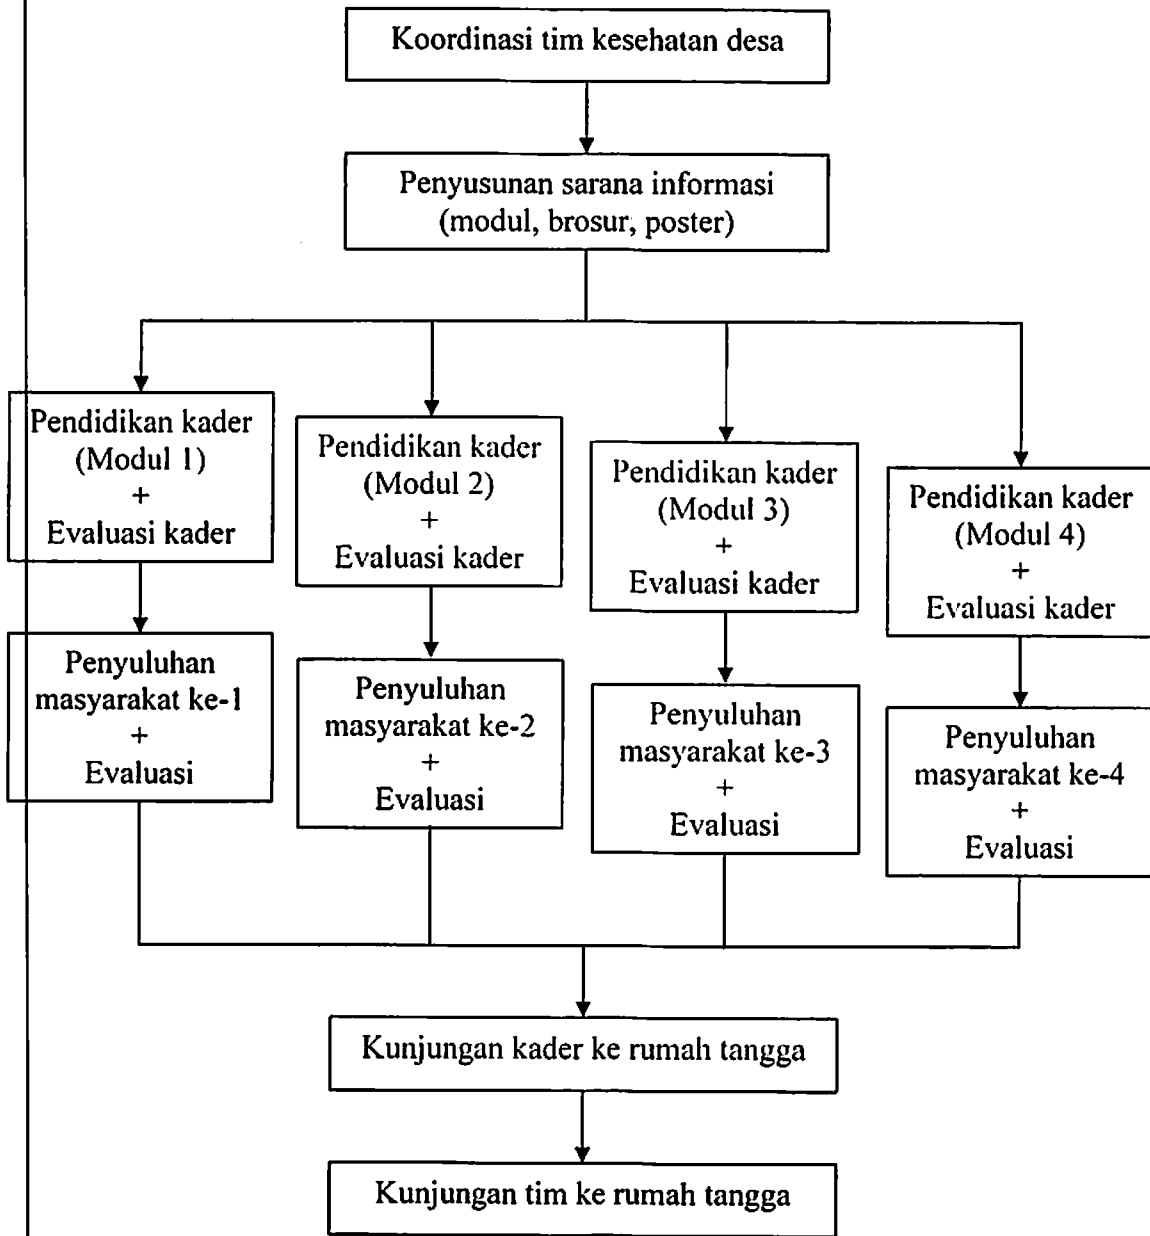 Koordinasi tim kesehatan desa
Penyusunan sarana informasi
(modul, brosur, poster)
Pendidikan kader
(Modul 1)
+
Evaluasi kader
Pendidikan kader
(Modul 2)
+
Evaluasi kader
Pendidikan kader
(Modul 3)
+
Evaluasi kader
Pendidikan kader
(Modul 4)
+
Evaluasi kader
Penyuluhan
masyarakat ke-1
+
Evaluasi
Penyuluhan
masyarakat ke-2
+
Evaluasi
Penyuluhan
masyarakat ke-3
+
Evaluasi
Penyuluhan
masyarakat ke-4
+
Evaluasi
Kunjungan kader ke rumah tangga
Kunjungan tim ke rumah tangga